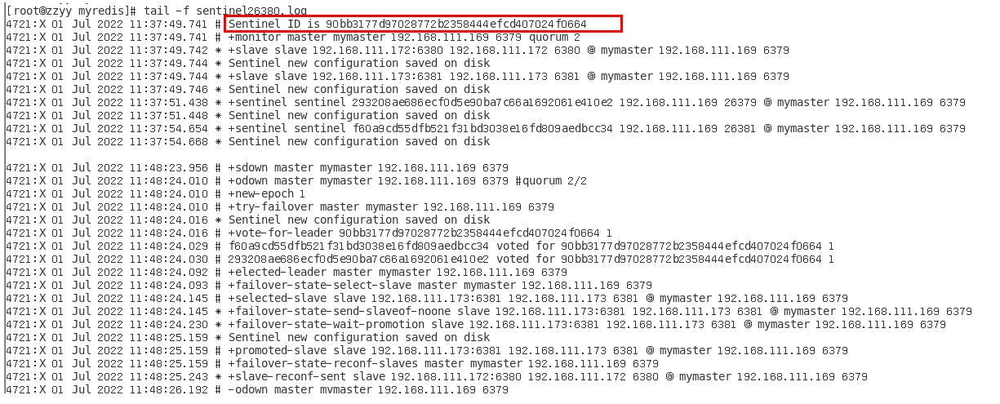 [root@zzyy myredis]# tail -f sentinel26380.log
4721:X 01 Jul 2022 11:37:49.741 # Sentinel ID is 90bb3177d97028772b2358444efcd407024f0664
4721:X 01 Jul 2022 11:37:49.741 # +monitor master mymaster 192.168.111.169 6379 quorum 2
4721:X 01 Jul 2022 11:37:49.742 * +slave slave 192.168.111.172:6380 192.168.111.172 6380 @ mymaster 192.168.111.169 6379
4721:X 01 Jul 2022 11:37:49.744 * Sentinel new configuration saved on disk
4721:X 01 Jul 2022 11:37:49.744 * +slave slave 192.168.111.173:6381 192.168.111.173 6381 @ mymaster 192.168.111.169 6379
4721:X 01 Jul 2022 11:37:49.746 * Sentinel new configuration saved on disk
4721:X 01 Jul 2022 11:37:51.438 * +sentinel sentinel 293208ae686ecf0d5e90ba7c66a1692061e410e2 192.168.111.169 26379 @ mymaster 192.168.111.169 6379
4721:X 01 Jul 2022 11:37:51.448 * Sentinel new configuration saved on disk
4721:X 01 Jul 2022 11:37:54.654 * +sentinel sentinel f60a9cd55dfb521f31bd3038e16fd809aedbcc34 192.168.111.169 26381 @ mymaster 192.168.111.169 6379
4721:X 01 Jul 2022 11:37:54.668 * Sentinel new configuration saved on disk
4721:X 01 Jul 2022 11:48:23.956 # +sdown master mymaster 192.168.111.169 6379
4721:X 01 Jul 2022 11:48:24.010 # +odown master mymaster 192.168.111.169 6379 #quorum 2/2
4721:X 01 Jul 2022 11:48:24.010 # +new-epoch 1
4721:X 01 Jul 2022 11:48:24.010 # +try-failover master mymaster 192.168.111.169 6379
4721:X 01 Jul 2022 11:48:24.016 * Sentinel new configuration saved on disk
4721:X 01 Jul 2022 11:48:24.016 # +vote-for-leader 90bb3177d97028772b2358444efcd407024f0664 1
4721:X 01 Jul 2022 11:48:24.029 # f60a9cd55dfb521f31bd3038e16fd809aedbcc34 voted for 90bb3177d97028772b2358444efcd407024f0664 1
4721:X 01 Jul 2022 11:48:24.030 # 293208ae686ecf0d5e90ba7c66a1692061e410e2 voted for 90bb3177d97028772b2358444efcd407024f0664 1
4721:X 01 Jul 2022 11:48:24.092 # +elected-leader master mymaster 192.168.111.169 6379
4721:X 01 Jul 2022 11:48:24.093 # +failover-state-select-slave master mymaster 192.168.111.169 6379
4721:X 01 Jul 2022 11:48:24.145 # +selected-slave slave 192.168.111.173:6381 192.168.111.173 6381 @ mymaster 192.168.111.169 6379
4721:X 01 Jul 2022 11:48:24.145 * +failover-state-send-slaveof-noone slave 192.168.111.173:6381 192.168.111.173 6381 @ mymaster 192.168.111.169 6379
4721:X 01 Jul 2022 11:48:24.230 * +failover-state-wait-promotion slave 192.168.111.173:6381 192.168.111.173 6381 @ mymaster 192.168.111.169 6379
4721:X 01 Jul 2022 11:48:25.159 * Sentinel new configuration saved on disk
4721:X 01 Jul 2022 11:48:25.159 # +promoted-slave slave 192.168.111.173:6381 192.168.111.173 6381 @ mymaster 192.168.111.169 6379
4721:X 01 Jul 2022 11:48:25.159 # +failover-state-reconf-slaves master mymaster 192.168.111.169 6379
4721:X 01 Jul 2022 11:48:25.243 * +slave-reconf-sent slave 192.168.111.172:6380 192.168.111.172 6380 @ mymaster 192.168.111.169 6379
4721:X 01 Jul 2022 11:48:26.192 # -odown master mymaster 192.168.111.169 6379